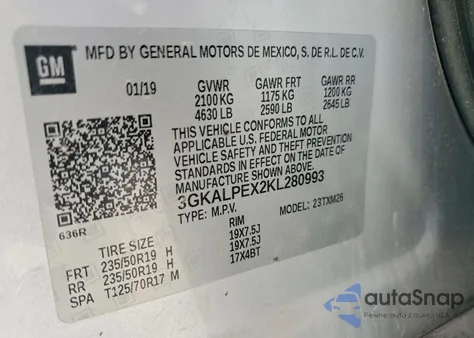 GM
MFD BY GENERAL MOTORS DE MEXICO, S. DE R.L. DE C.V.
01/19 GVWR GAWR FRT GAWR RR
2100 KG 1175 KG 1200 KG
4630 LB 2590 LB 2645 LB
THIS VEHICLE CONFORMS TO ALL
APPLICABLE U.S. FEDERAL MOTOR
VEHICLE SAFETY AND THEFT PREVENTION
STANDARDS IN EFFECT ON THE DATE OF
MANUFACTURE SHOWN ABOVE.
3GKALPEX2KL280993
TYPE: M.P.V. MODEL: 23TXM26
636R
TIRE SIZE RIM
FRT 235/50R19 H 19X7.5J
RR 235/50R19 H 19X7.5J
SPA T125/70R17 M 17X4BT
autoSnap
Pewne auta z